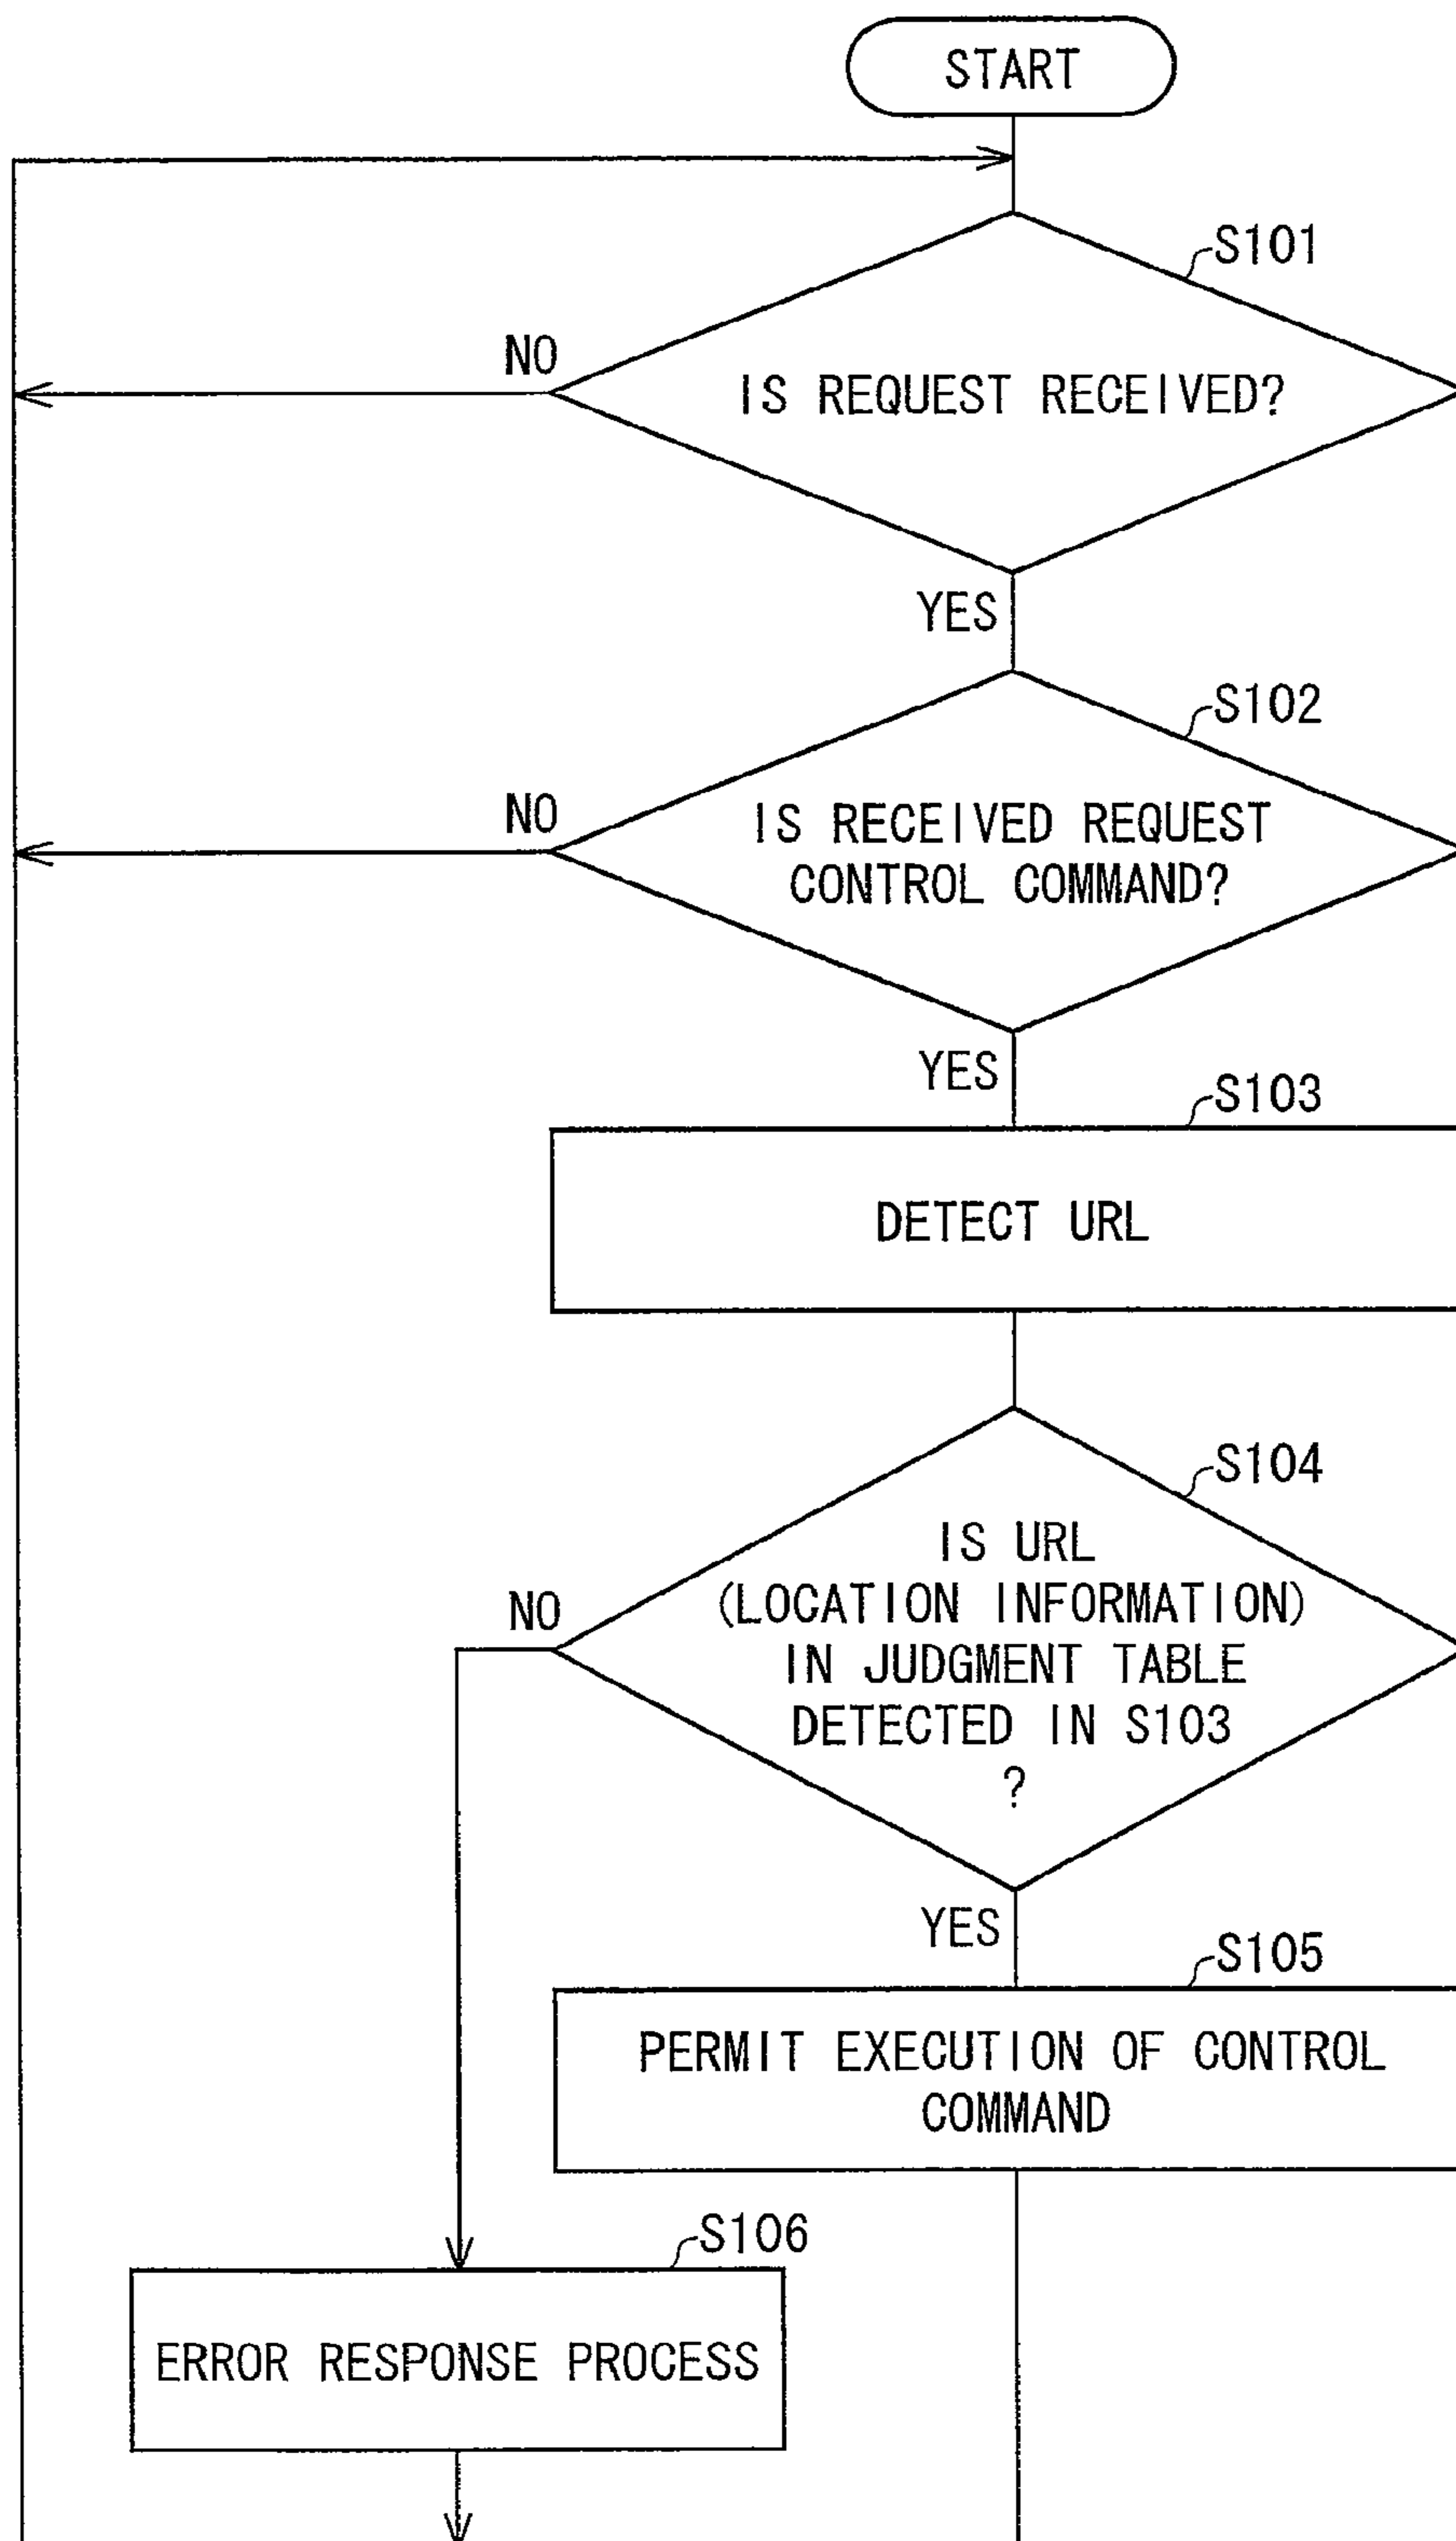 START
S101
NO
IS REQUEST RECEIVED?
YES
S102
NO
IS RECEIVED REQUEST
CONTROL COMMAND?
YES
S103
DETECT URL
S104
NO
IS URL
(LOCATION INFORMATION)
IN JUDGMENT TABLE
DETECTED IN S103
?
YES
S105
PERMIT EXECUTION OF CONTROL
COMMAND
S106
ERROR RESPONSE PROCESS